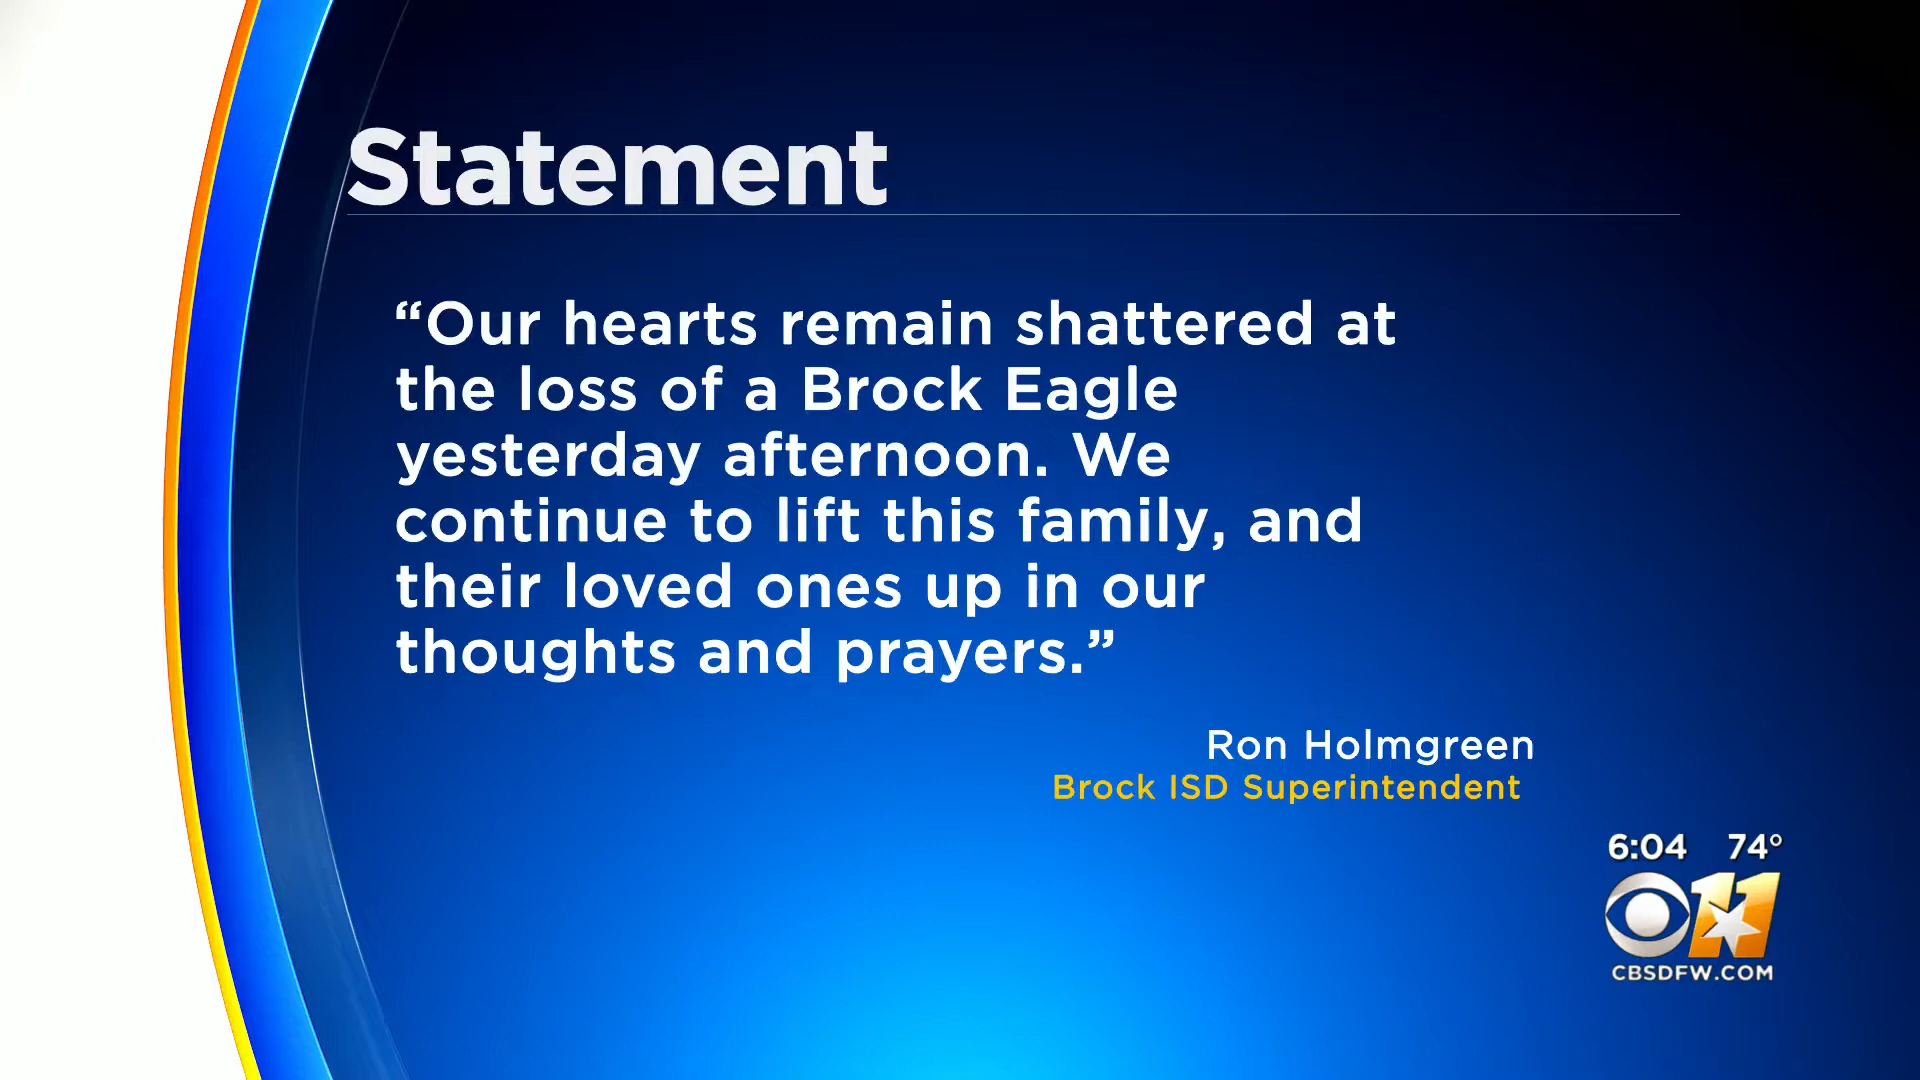 Statement
“Our hearts remain shattered at
the loss of a Brock Eagle
yesterday afternoon. We
continue to lift this family, and
their loved ones up in our
thoughts and prayers.”
Ron Holmgreen
Brock ISD Superintendent
6:04 74°
11
CBSDFW.COM